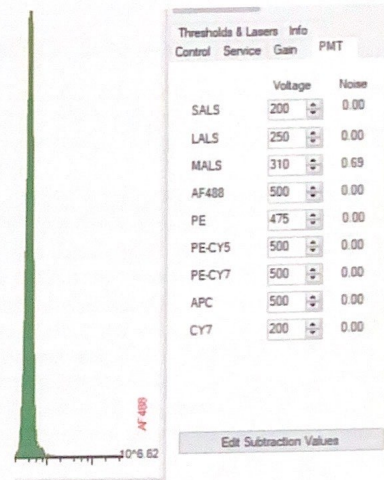 Thresholds & Lasers Info
Control Service Gain PMT
Voltage Noise
SALS 200 0.00
LALS 250 0.00
MALS 310 0.69
AF488 500 0.00
PE 475 0.00
PE-CY5 500 0.00
PE-CY7 500 0.00
APC 500 0.00
CY7 200 0.00
Edit Subtraction Values
AF488
10^6.62